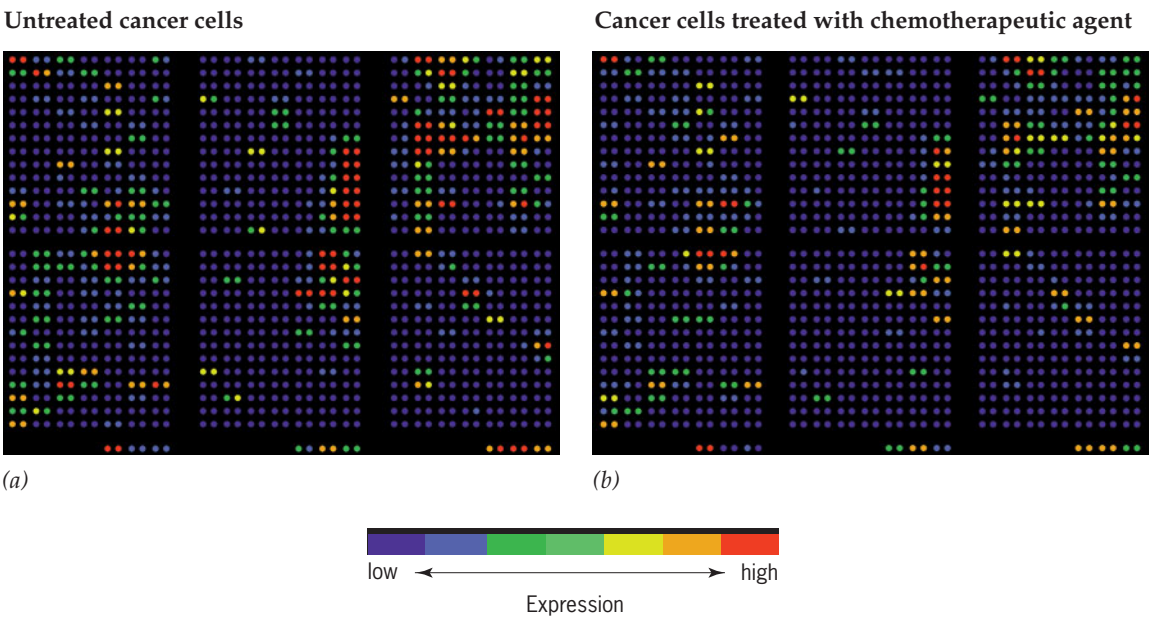 Untreated cancer cells
Cancer cells treated with chemotherapeutic agent
(a)
(b)
low
high
Expression